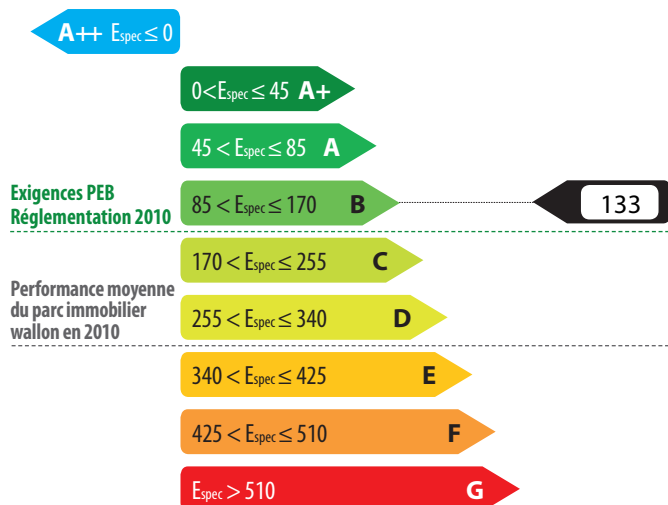 A++ Espec ≤ 0
0<Espec ≤ 45 A+
45 < Espec ≤ 85 A
Exigences PEB
Réglementation 2010
85 < Espec ≤ 170 B
133
170 < Espec ≤ 255 C
Performance moyenne
du parc immobilier
wallon en 2010
255 < Espec ≤ 340 D
340 < Espec ≤ 425 E
425 < Espec ≤ 510 F
Espec > 510 G